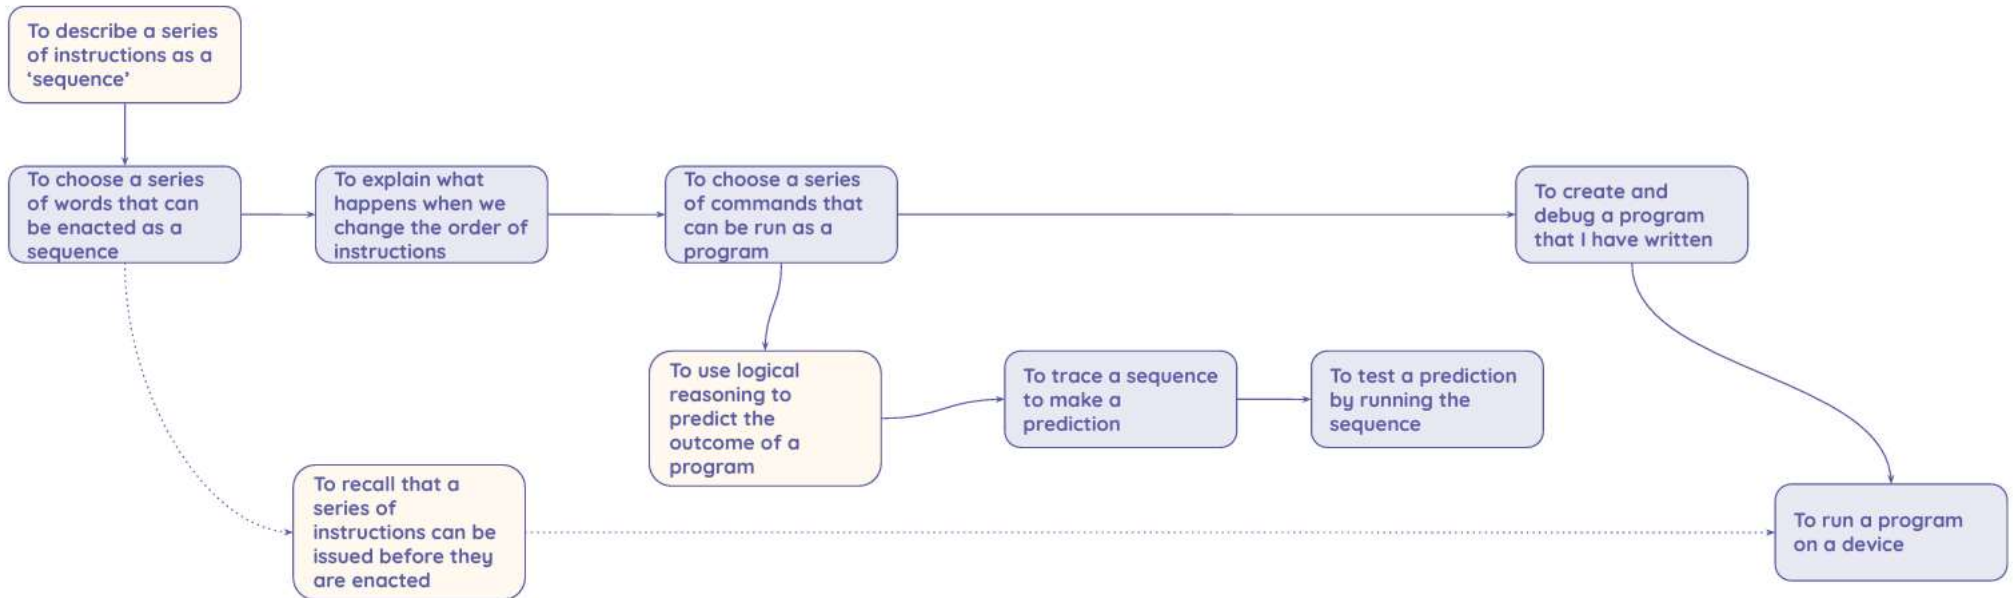 To describe a series
of instructions as a
‘sequence’
To choose a series
of words that can
be enacted as a
sequence
To explain what
happens when we
change the order of
instructions
To choose a series
of commands that
can be run as a
program
To create and
debug a program
that I have written
To use logical
reasoning to
predict the
outcome of a
program
To trace a sequence
to make a
prediction
To test a prediction
by running the
sequence
To recall that a
series of
instructions can be
issued before they
are enacted
To run a program
on a device